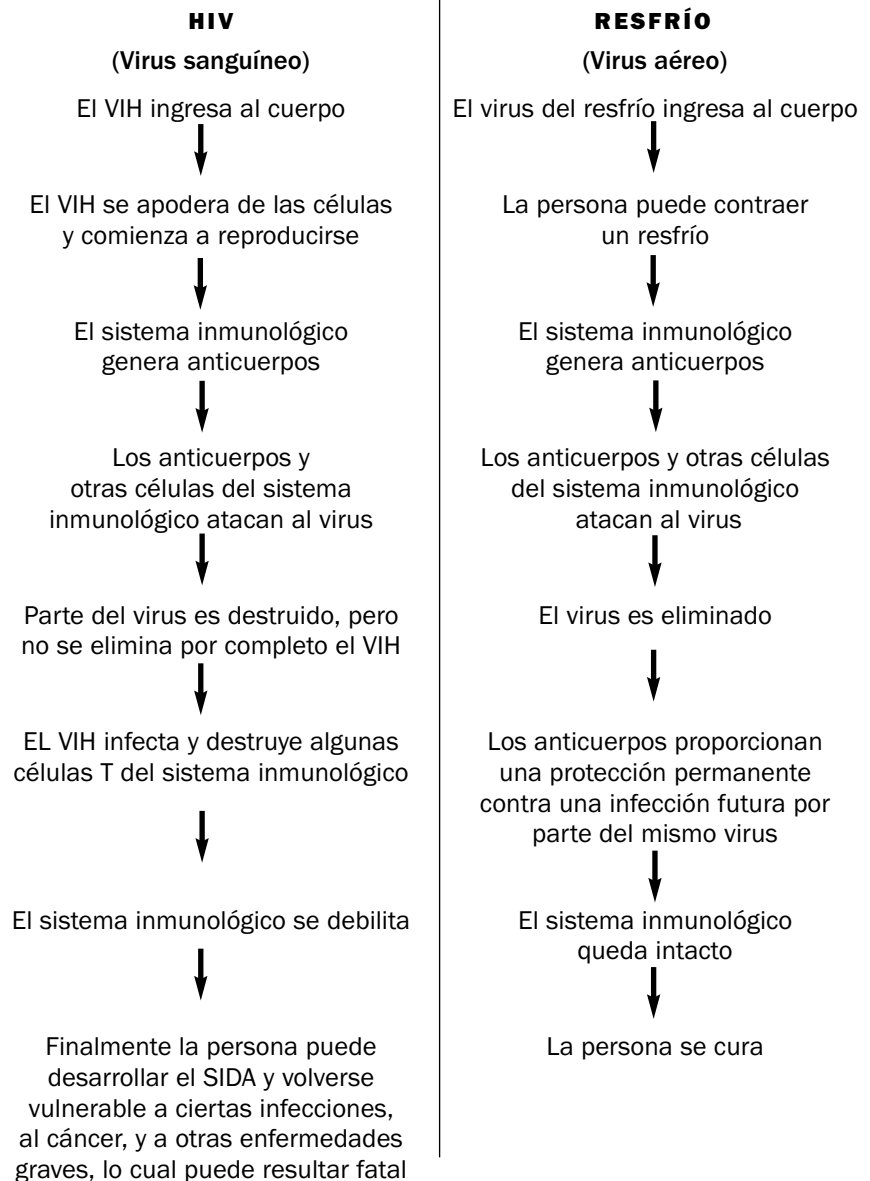 HIV
(Virus sanguíneo)
El VIH ingresa al cuerpo
El VIH se apodera de las células
y comienza a reproducirse
El sistema inmunológico
genera anticuerpos
Los anticuerpos y
otras células del sistema
inmunológico atacan al virus
Parte del virus es destruido, pero
no se elimina por completo el VIH
EL VIH infecta y destruye algunas
células T del sistema inmunológico
El sistema inmunológico se debilita
Finalmente la persona puede
desarrollar el SIDA y volverse
vulnerable a ciertas infecciones,
al cáncer, y a otras enfermedades
graves, lo cual puede resultar fatal
RESFRÍO
(Virus aéreo)
El virus del resfrío ingresa al cuerpo
La persona puede contraer
un resfrío
El sistema inmunológico
genera anticuerpos
Los anticuerpos y otras células
del sistema inmunológico
atacan al virus
El virus es eliminado
Los anticuerpos proporcionan
una protección permanente
contra una infección futura por
parte del mismo virus
El sistema inmunológico
queda intacto
La persona se cura